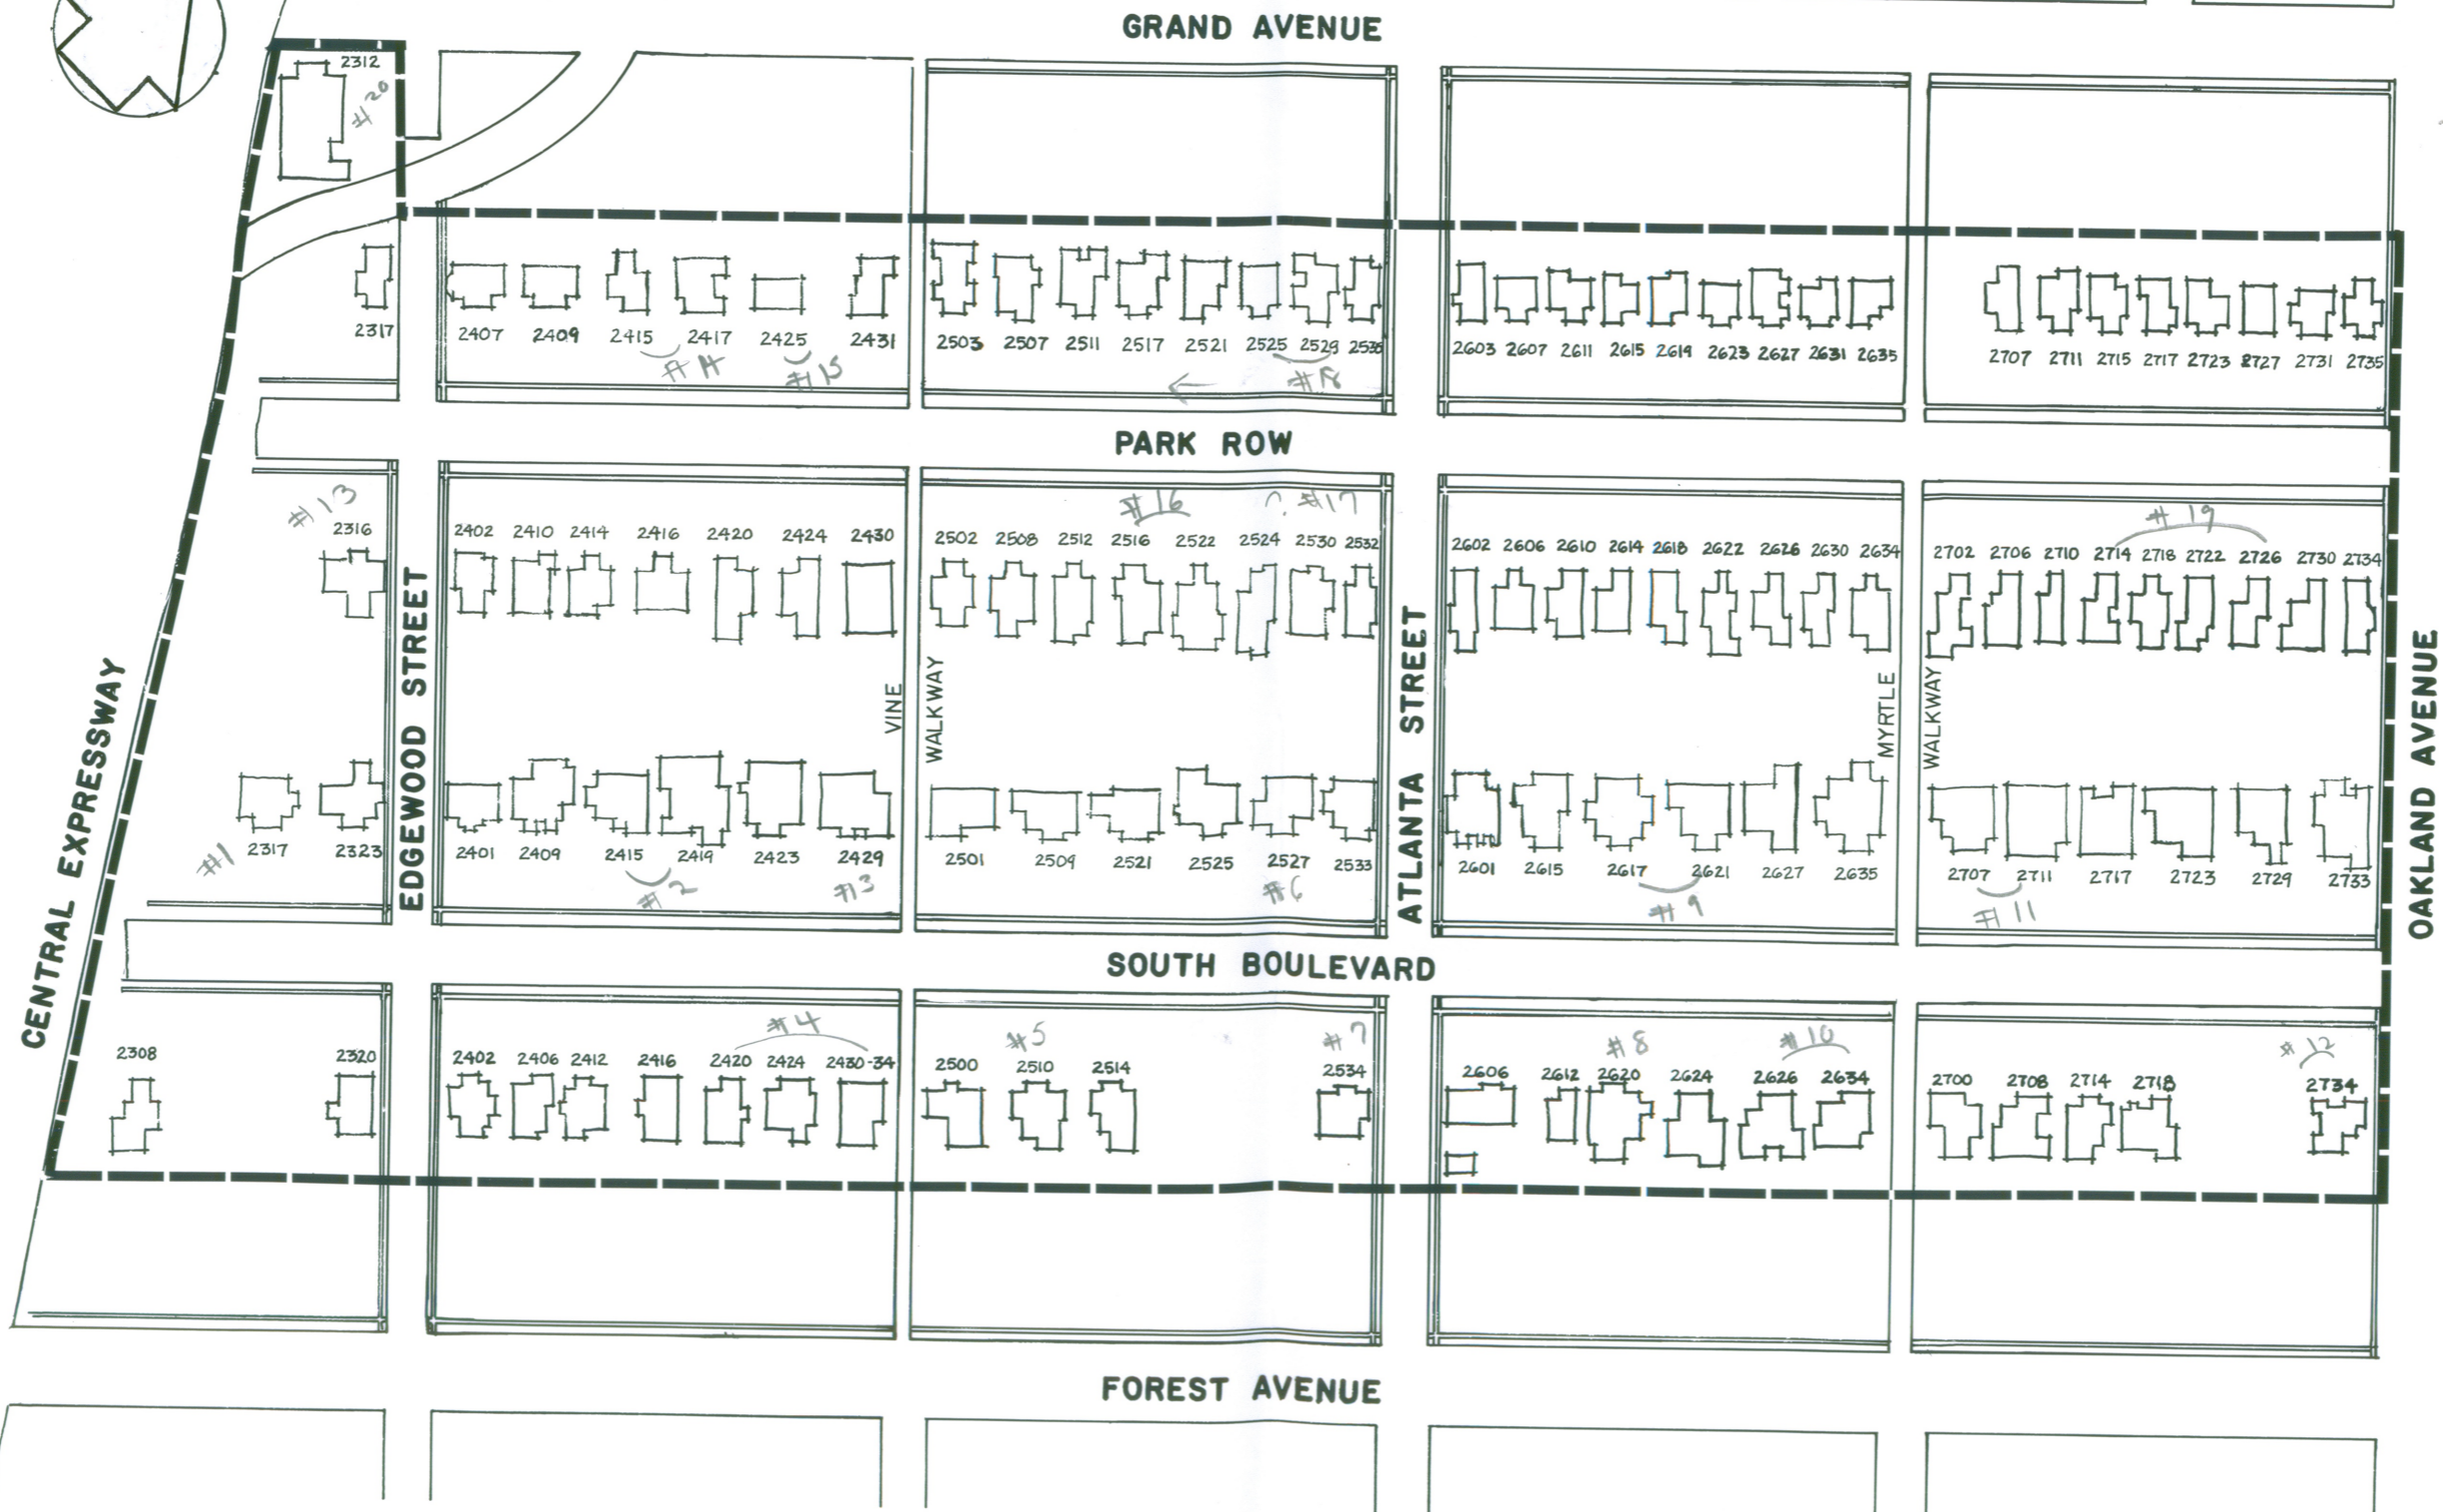 GRAND AVENUE
2312
#20
2317 2407 2409 2415 2417 2425 2431 2503 2507 2511 2517 2521 2525 2529 2603 2607 2611 2615 2619 2623 2627 2631 2635 2707 2711 2715 2717 2723 2727 2731 2735
#15 #18
PARK ROW
#13 #16 #17 #19
2316 2402 2410 2414 2416 2420 2424 2430 2502 2508 2512 2516 2522 2524 2530 2532 2602 2606 2610 2614 2618 2622 2626 2630 2634 2702 2706 2710 2714 2718 2722 2726 2730 2734
CENTRAL EXPRESSWAY
EDGEWOOD STREET
VINE
WALKWAY
ATLANTA STREET
MYRTLE
WALKWAY
OAKLAND AVENUE
2317 2323 2401 2409 2415 2419 2423 2429 2501 2509 2521 2525 2527 2533 2601 2615 2617 2621 2627 2635 2707 2711 2717 2723 2729 2733
#1 #2 #3 #6 #9 #11
SOUTH BOULEVARD
#4 #5 #7 #8 #10 #12
2308 2320 2402 2406 2412 2416 2420 2424 2430-34 2500 2510 2514 2534 2606 2612 2620 2624 2626 2634 2700 2708 2714 2718 2734
FOREST AVENUE